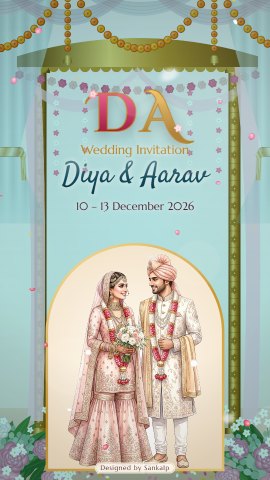 DA
Wedding Invitation
Diya & Aarav
10 – 13 December 2026
Designed by Sankalp